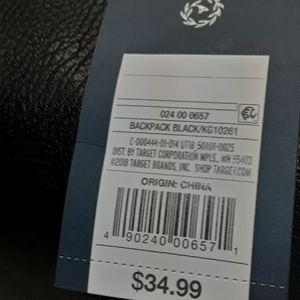 024 00 0657
BACKPACK BLACK/KG10261
C-000444-01-014 UT18 50A01-0025
DIST. BY TARGET CORPORATION MPLS., MN 55403
©2018 TARGET BRANDS, INC. SHOP TARGET.COM
ORIGIN: CHINA
4 90240 00657 1
$34.99